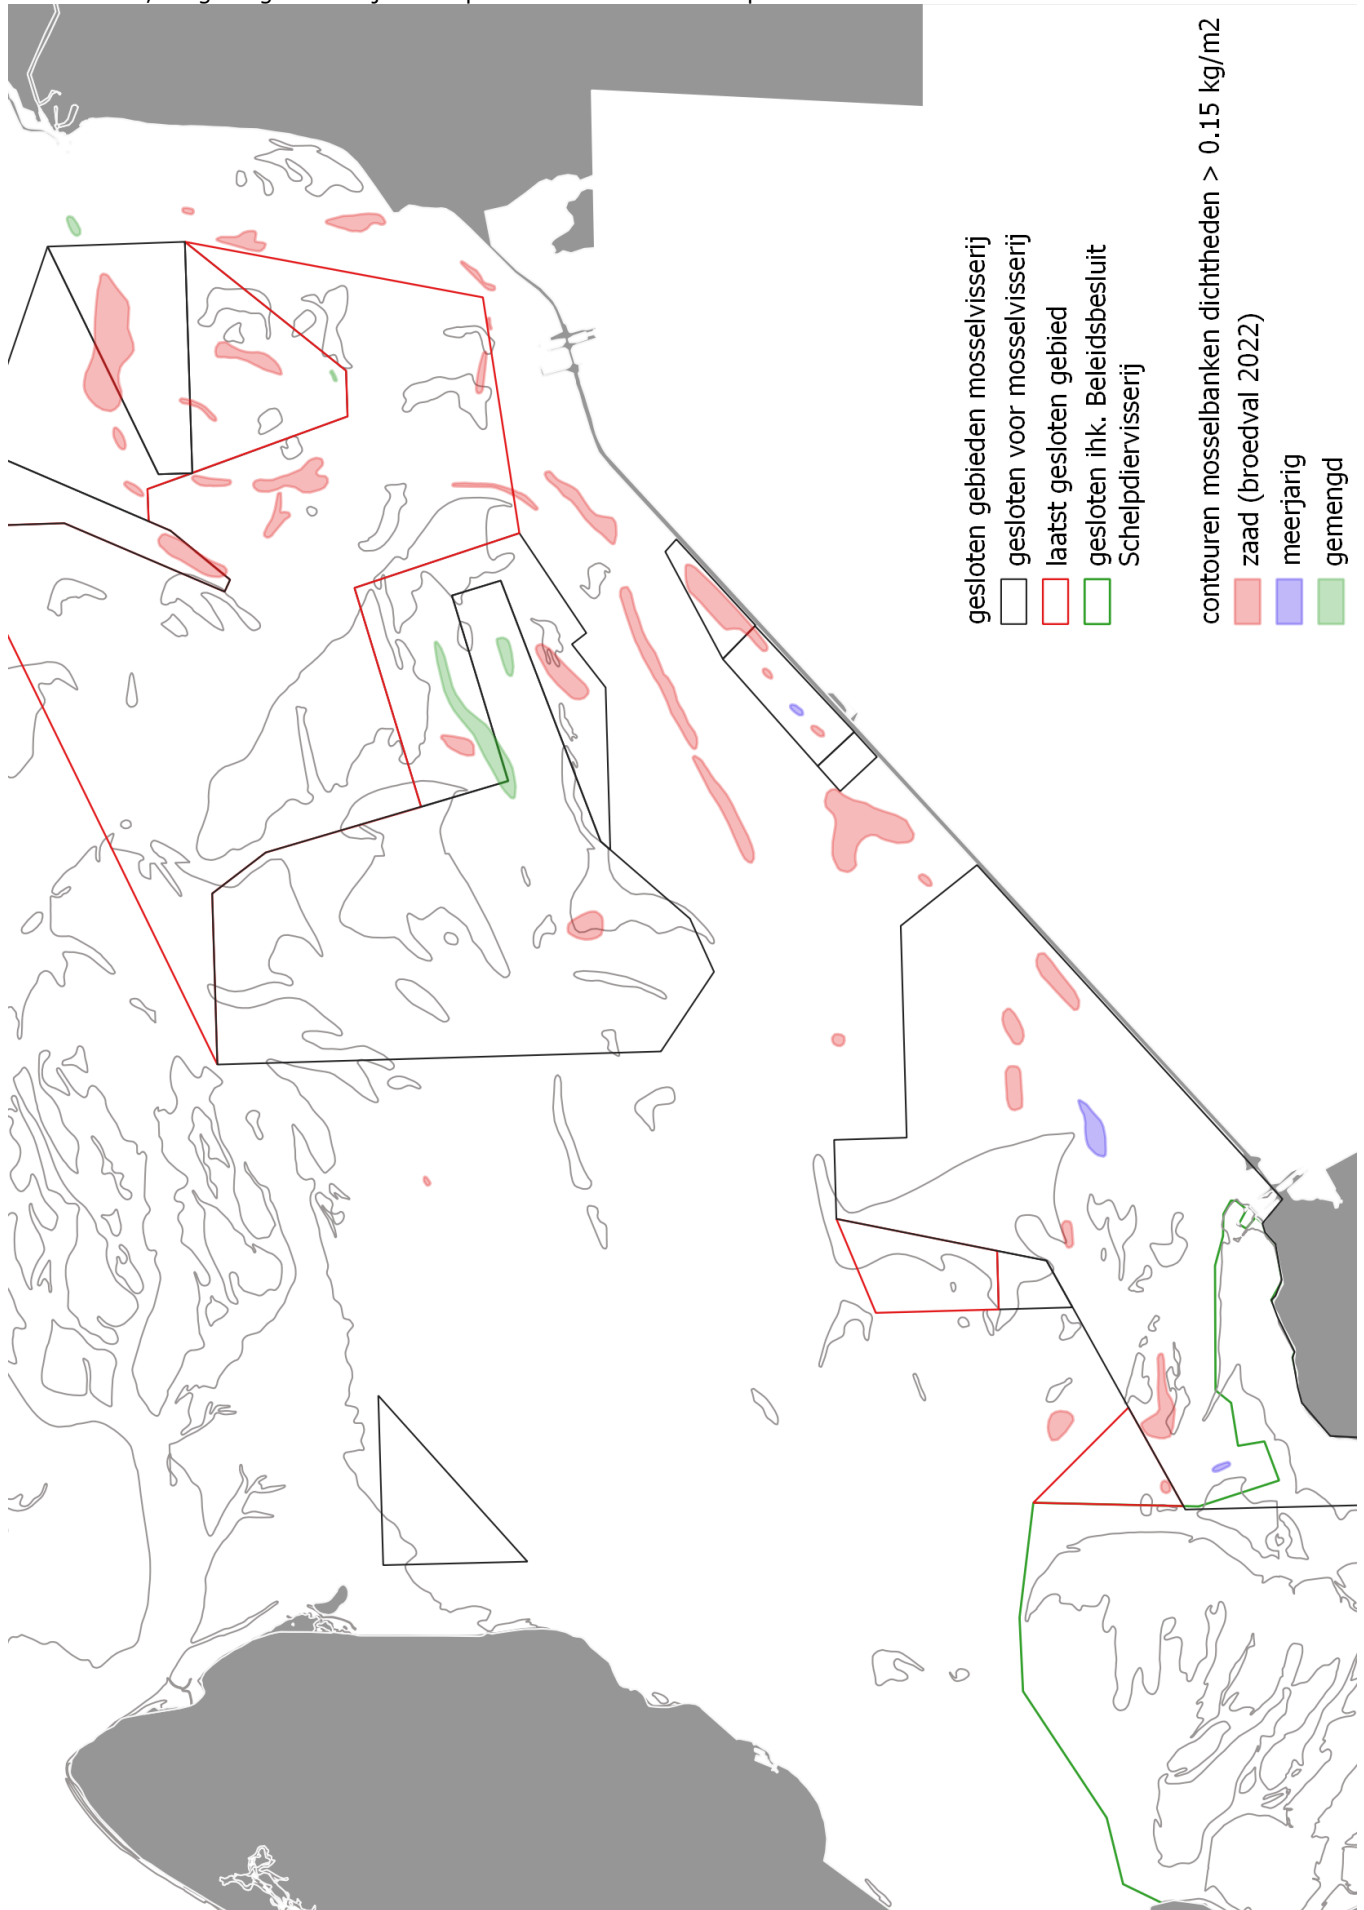 gesloten gebieden mosselvisserij
gesloten voor mosselvisserij
laatst gesloten gebied
gesloten ihk. Beleidsbesluit
Schelpdiervisserij
contouren mosselbanken dichtheden > 0.15 kg/m2
zaad (broedval 2022)
meerjarig
gemengd